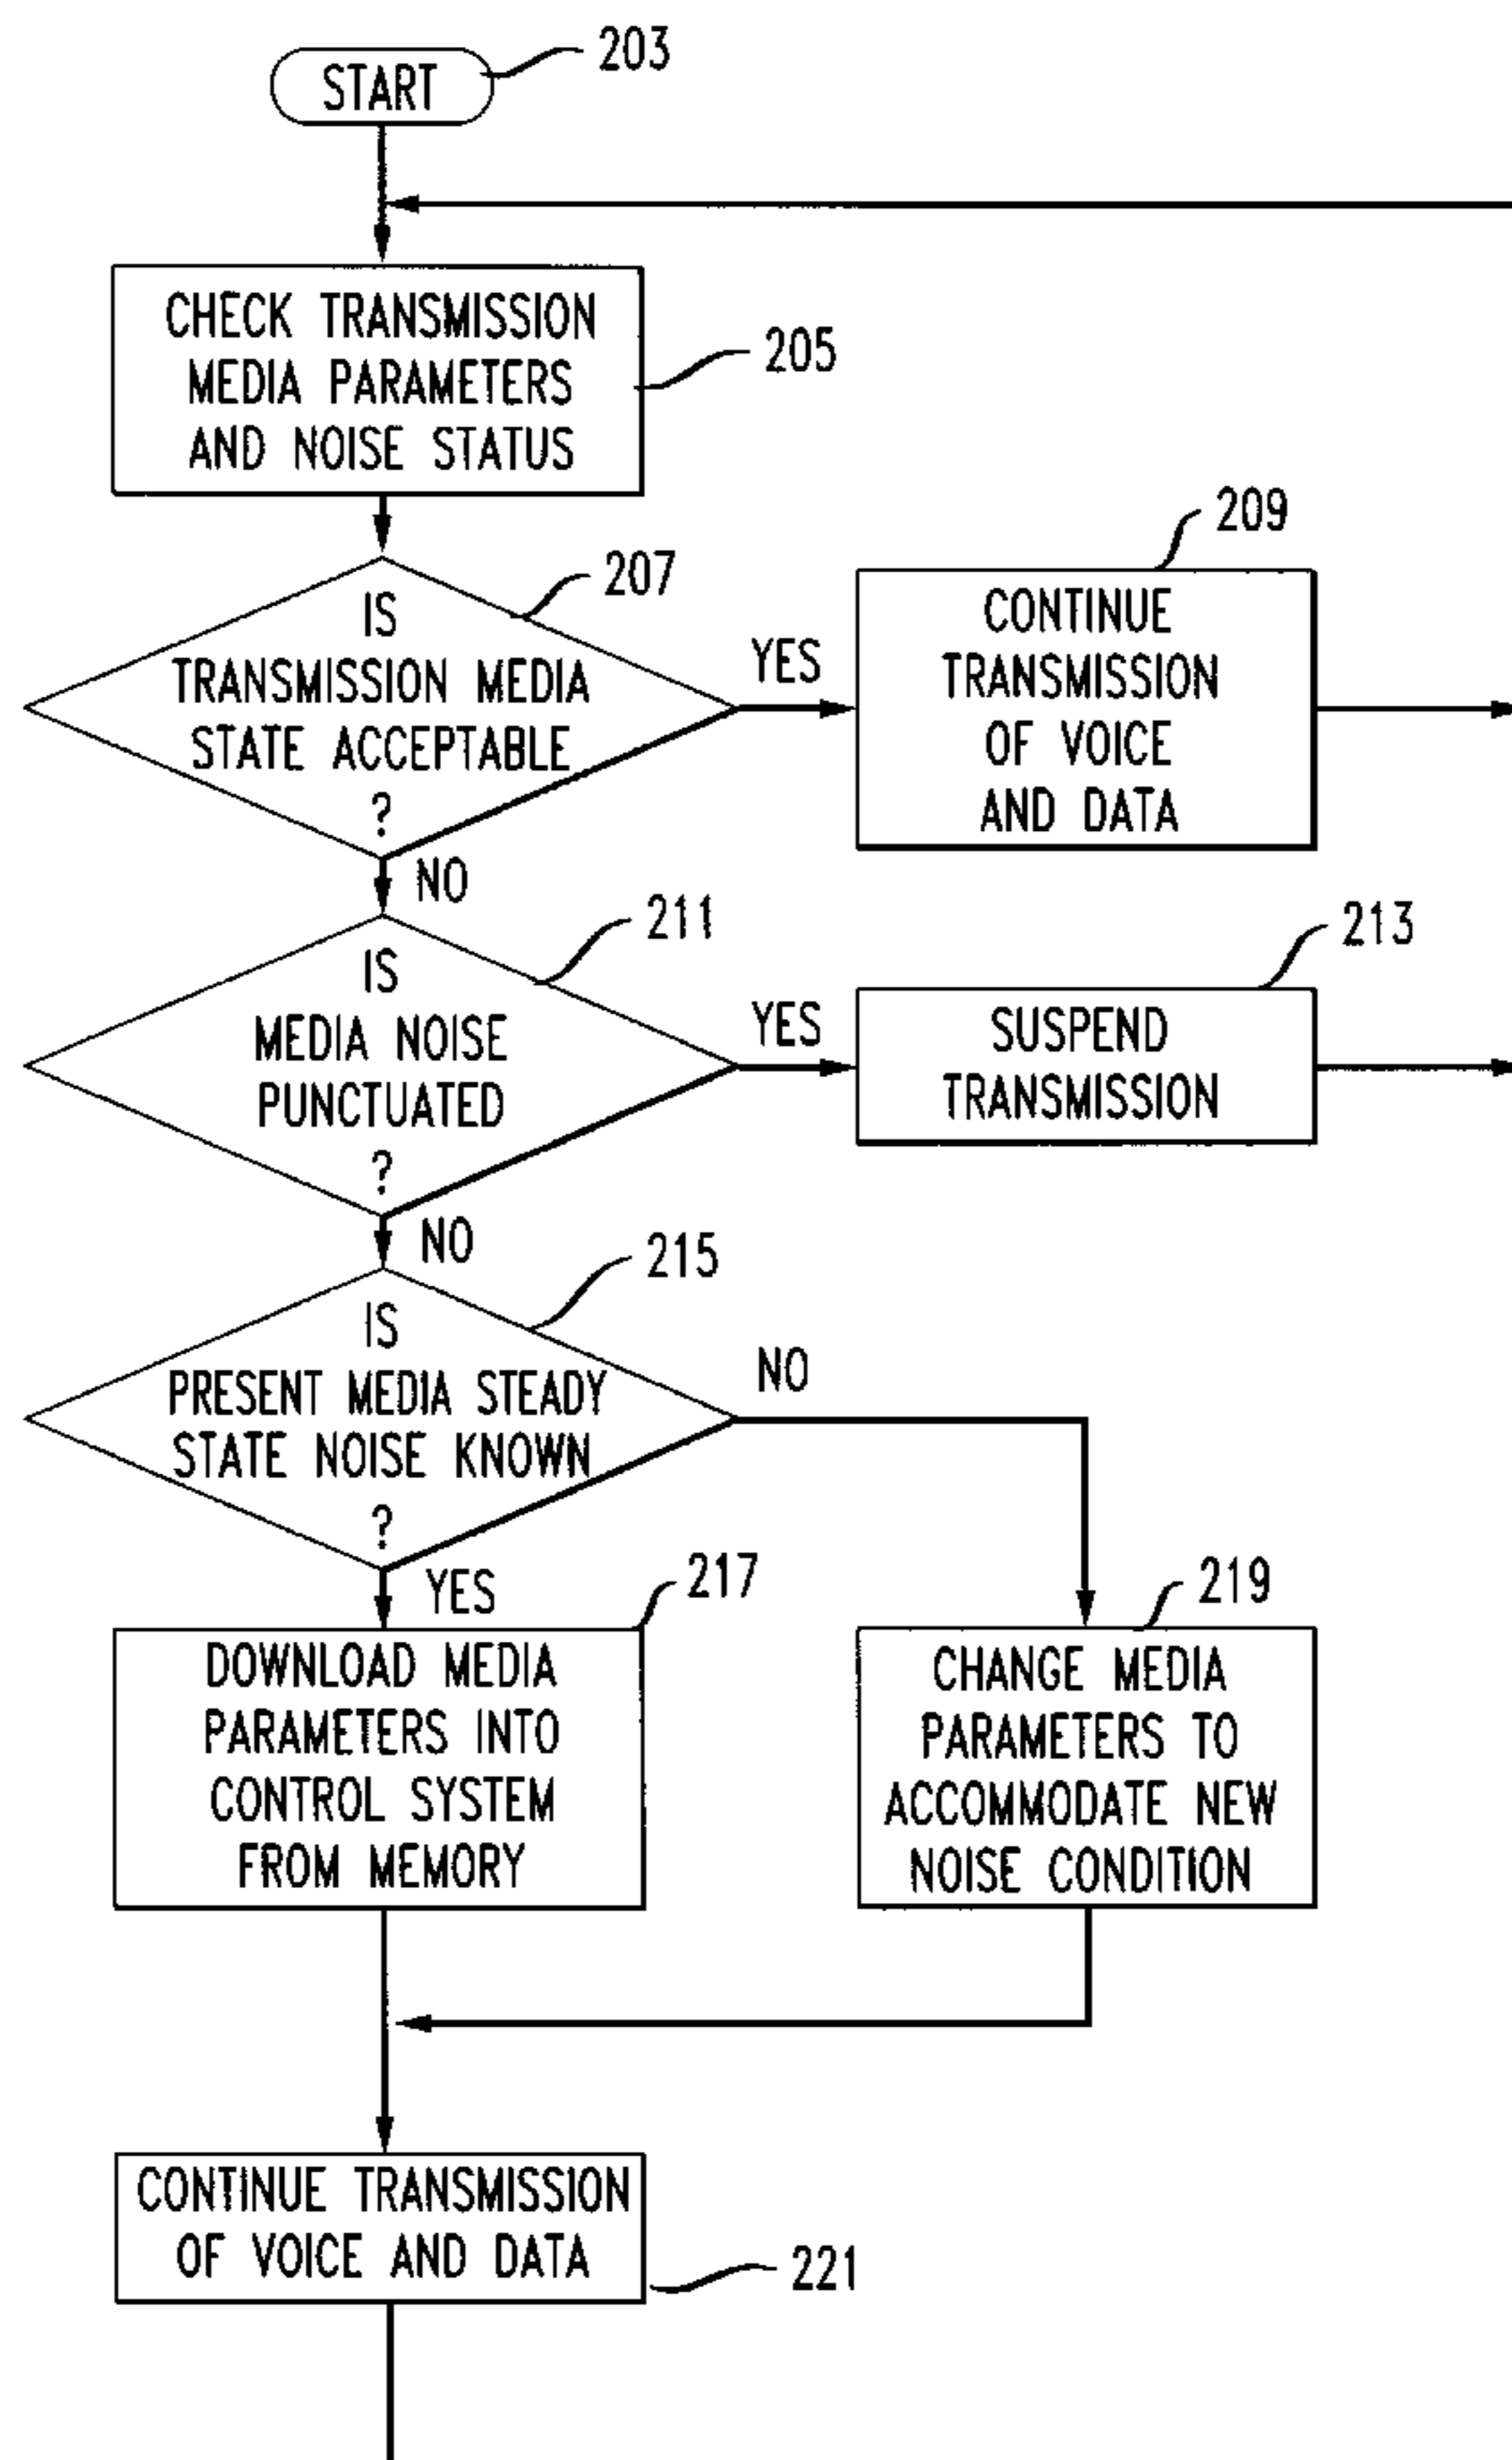 START
203
CHECK TRANSMISSION
MEDIA PARAMETERS
AND NOISE STATUS
205
IS
TRANSMISSION MEDIA
STATE ACCEPTABLE
?
207
YES
CONTINUE
TRANSMISSION
OF VOICE
AND DATA
209
NO
IS
MEDIA NOISE
PUNCTUATED
?
211
YES
SUSPEND
TRANSMISSION
213
NO
IS
PRESENT MEDIA STEADY
STATE NOISE KNOWN
?
215
NO
YES
DOWNLOAD MEDIA
PARAMETERS INTO
CONTROL SYSTEM
FROM MEMORY
217
CHANGE MEDIA
PARAMETERS TO
ACCOMMODATE NEW
NOISE CONDITION
219
CONTINUE TRANSMISSION
OF VOICE AND DATA
221